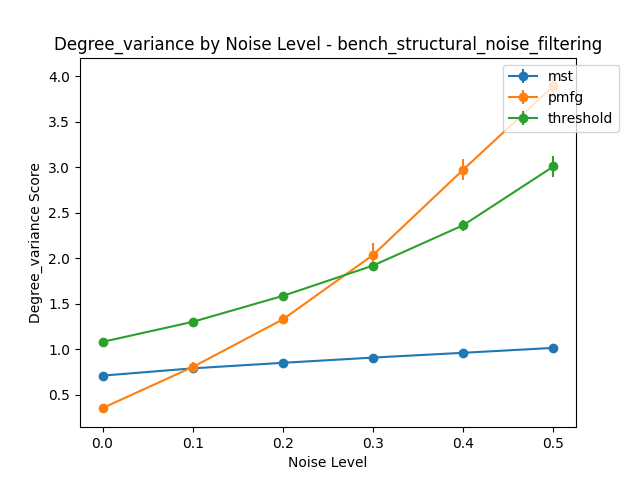 Degree_variance by Noise Level - bench_structural_noise_filtering
mst
pmfg
threshold
Degree_variance Score
4.0
3.5
3.0
2.5
2.0
1.5
1.0
0.5
0.0 0.1 0.2 0.3 0.4 0.5
Noise Level